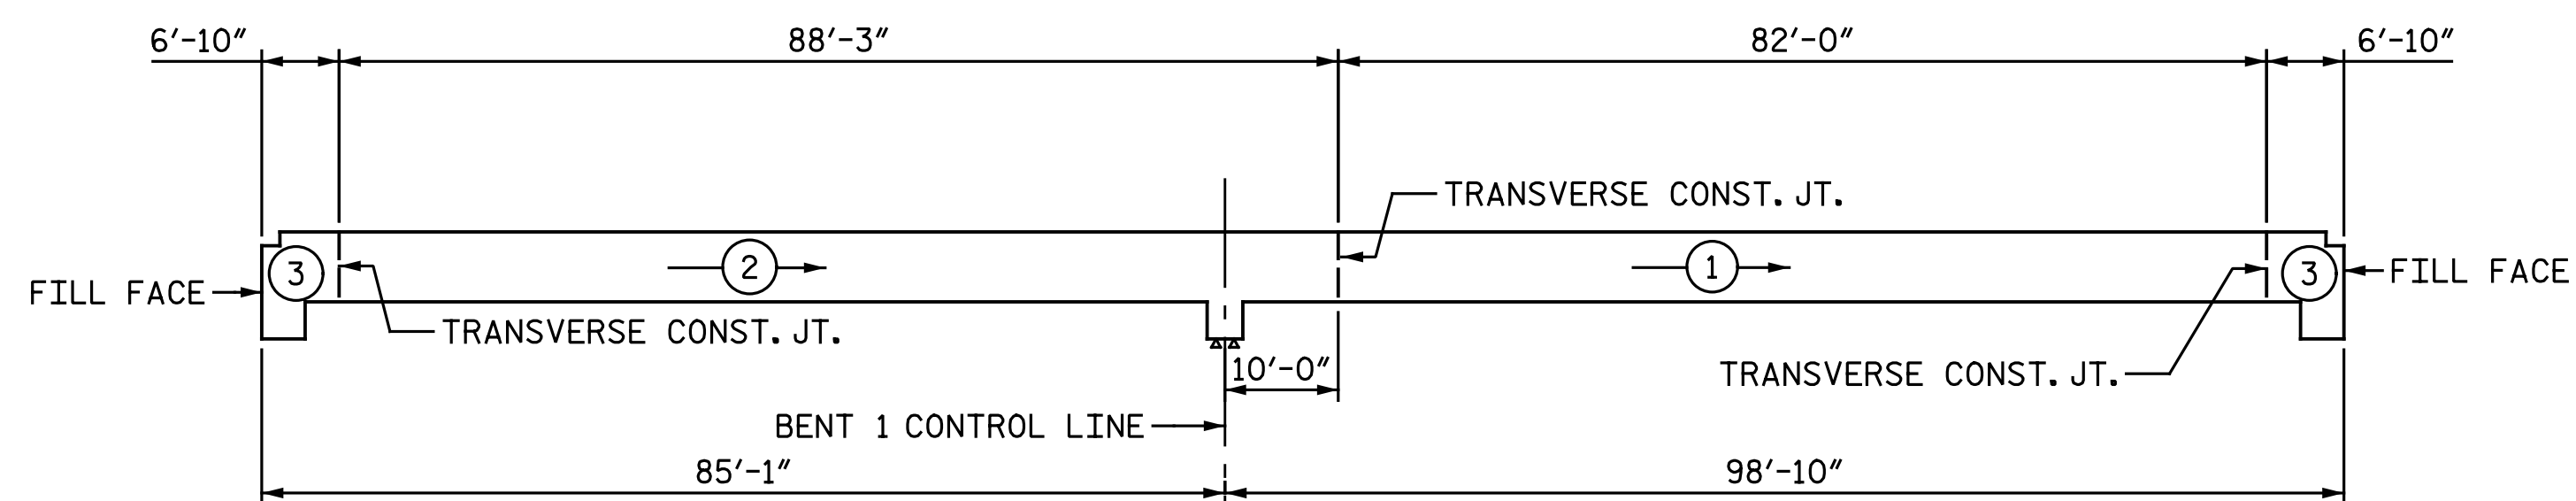 6'-10" 88'-3" 82'-0" 6'-10"
TRANSVERSE CONST. JT.
3 2 1 3
FILL FACE FILL FACE
TRANSVERSE CONST. JT.
10'-0" TRANSVERSE CONST. JT.
BENT 1 CONTROL LINE
85'-1" 98'-10"